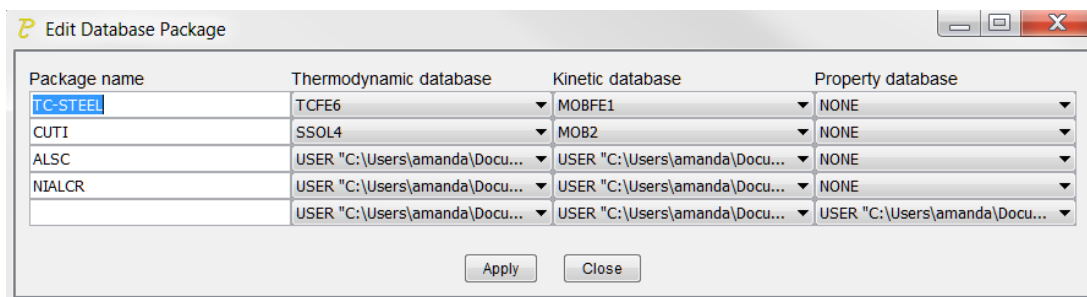 Edit Database Package
Package name Thermodynamic database Kinetic database Property database
TC-STEEL TCFE6 MOBFE1 NONE
CUTI SSOL4 MOB2 NONE
ALSC USER "C:\Users\amanda\Docu... USER "C:\Users\amanda\Docu... NONE
NIALCR USER "C:\Users\amanda\Docu... USER "C:\Users\amanda\Docu... NONE
USER "C:\Users\amanda\Docu... USER "C:\Users\amanda\Docu... USER "C:\Users\amanda\Docu...
Apply Close